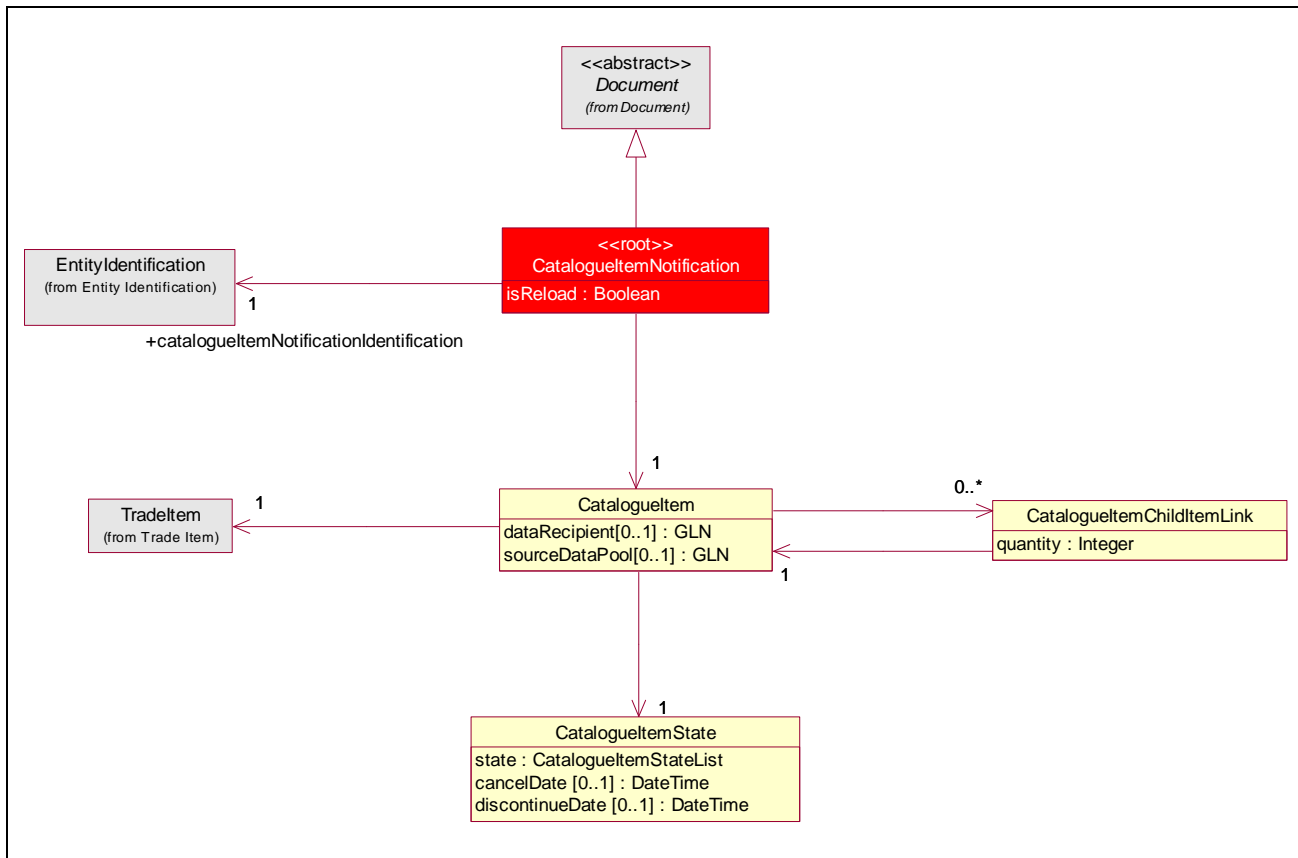 <<abstract>>
Document
(from Document)
<<root>>
CatalogueItemNotification
isReload : Boolean
EntityIdentification
(from Entity Identification)
1
+catalogueItemNotificationIdentification
1
TradeItem
(from Trade Item)
1
CatalogueItem
dataRecipient[0..1] : GLN
sourceDataPool[0..1] : GLN
0..*
CatalogueItemChildItemLink
quantity : Integer
1
1
CatalogueItemState
state : CatalogueItemStateList
cancelDate [0..1] : DateTime
discontinueDate [0..1] : DateTime